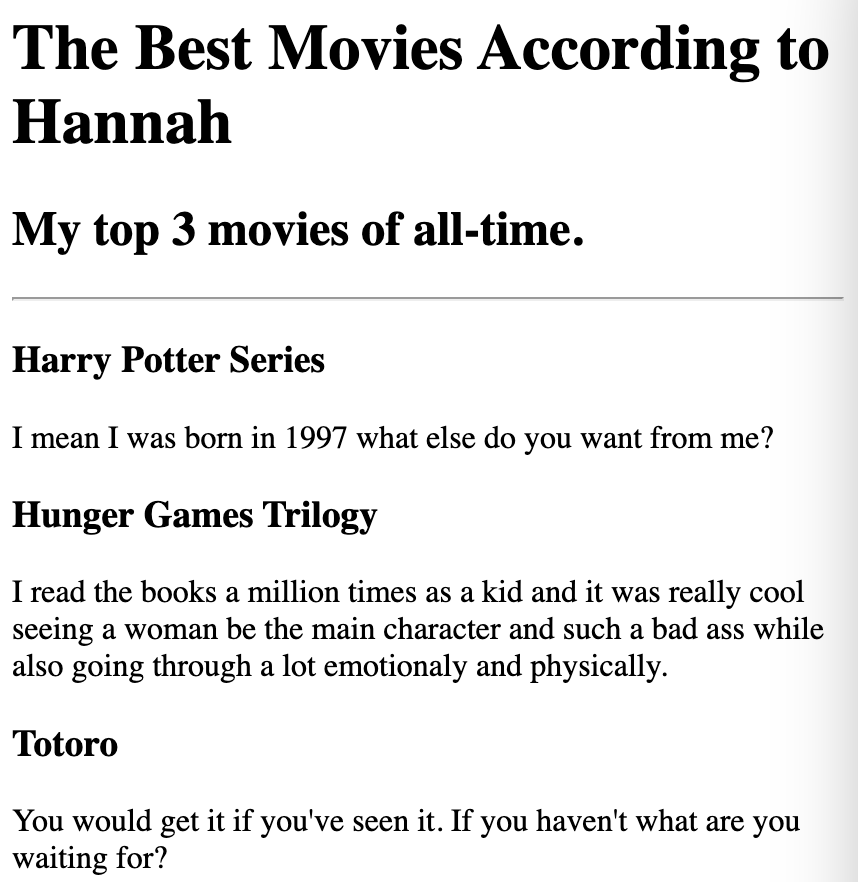 The Best Movies According to
Hannah
My top 3 movies of all-time.
Harry Potter Series
I mean I was born in 1997 what else do you want from me?
Hunger Games Trilogy
I read the books a million times as a kid and it was really cool
seeing a woman be the main character and such a bad ass while
also going through a lot emotionaly and physically.
Totoro
You would get it if you've seen it. If you haven't what are you
waiting for?